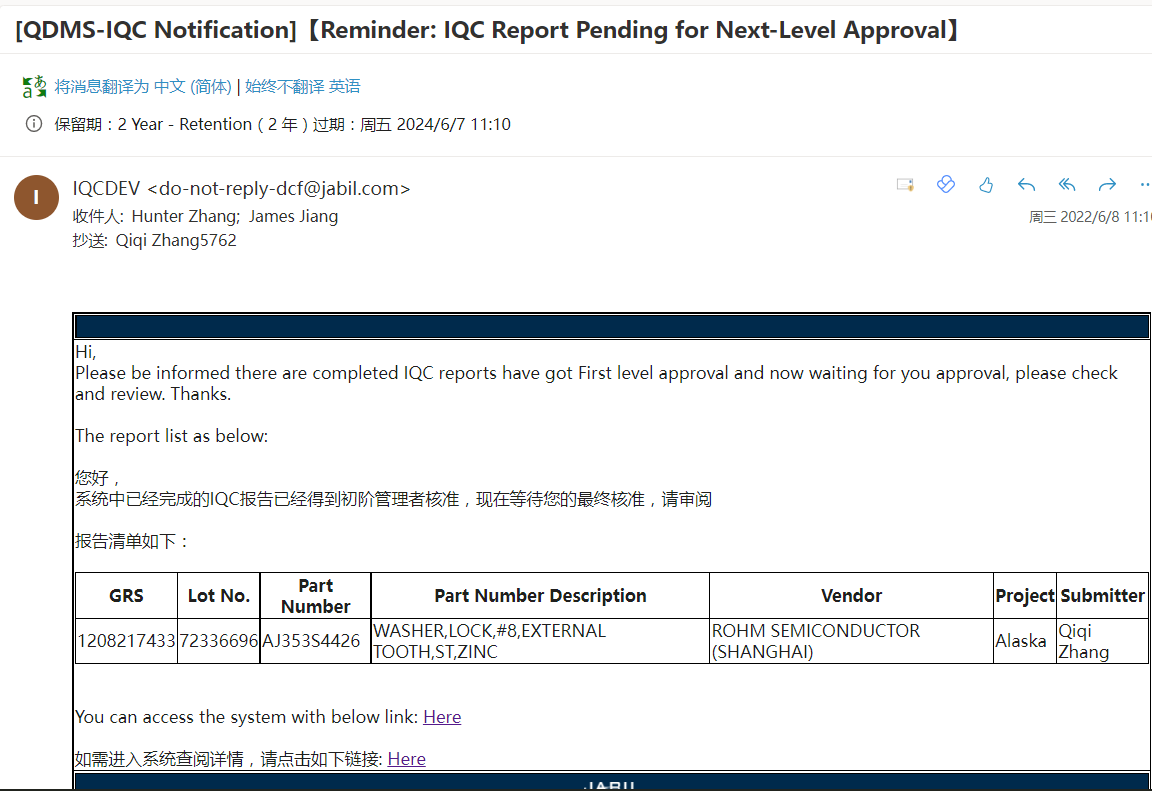 [QDMS-IQC Notification]【Reminder: IQC Report Pending for Next-Level Approval】
将消息翻译为 中文 (简体) | 始终不翻译 英语
保留期：2 Year - Retention ( 2 年 ) 过期：周五 2024/6/7 11:10
I
IQCDEV <do-not-reply-dcf@jabil.com>
收件人: Hunter Zhang; James Jiang
周三 2022/6/8 11:10
抄送: Qiqi Zhang5762
Hi,
Please be informed there are completed IQC reports have got First level approval and now waiting for you approval, please check
and review. Thanks.
The report list as below:
您好，
系统中已经完成的IQC报告已经得到初阶管理者核准，现在等待您的最终核准，请审阅
报告清单如下：
GRS Lot No. Part Number Part Number Description Vendor Project Submitter
1208217433 72336696 AJ353S4426 WASHER,LOCK,#8,EXTERNAL TOOTH,ST,ZINC ROHM SEMICONDUCTOR (SHANGHAI) Alaska Qiqi Zhang
You can access the system with below link: Here
如需进入系统查阅详情，请点击如下链接: Here
JABIL